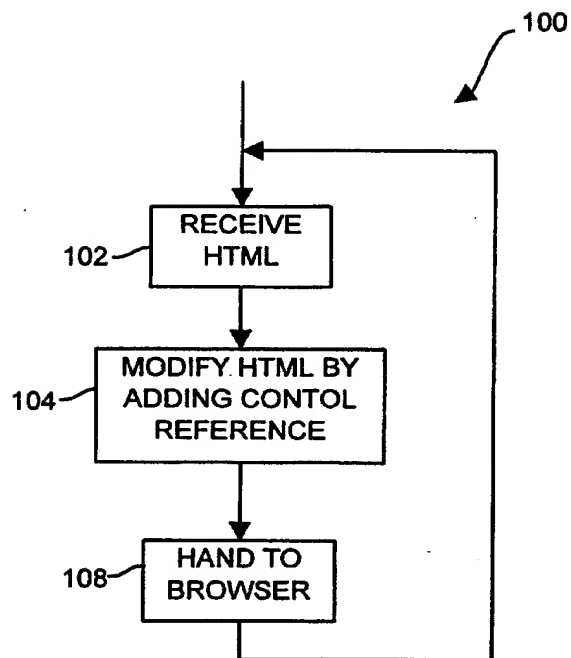 100
RECEIVE
HTML
102
MODIFY HTML BY
ADDING CONTOL
REFERENCE
104
HAND TO
BROWSER
108